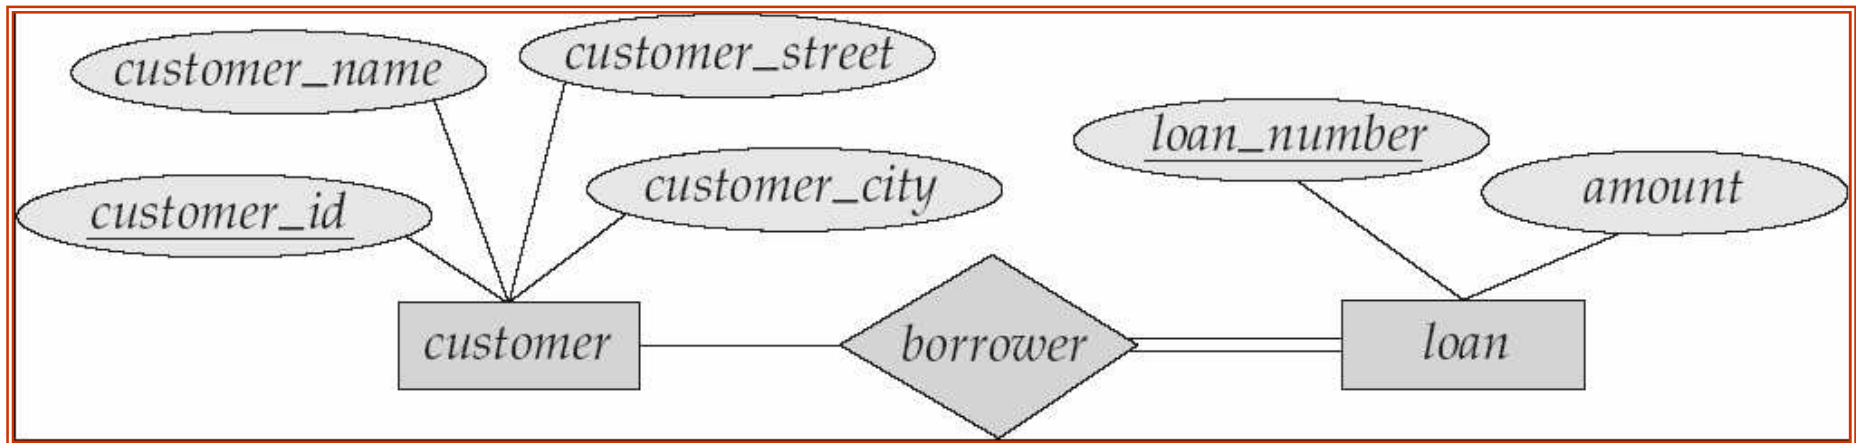 customer_name
customer_street
customer_id
customer_city
loan_number
amount
customer
borrower
loan